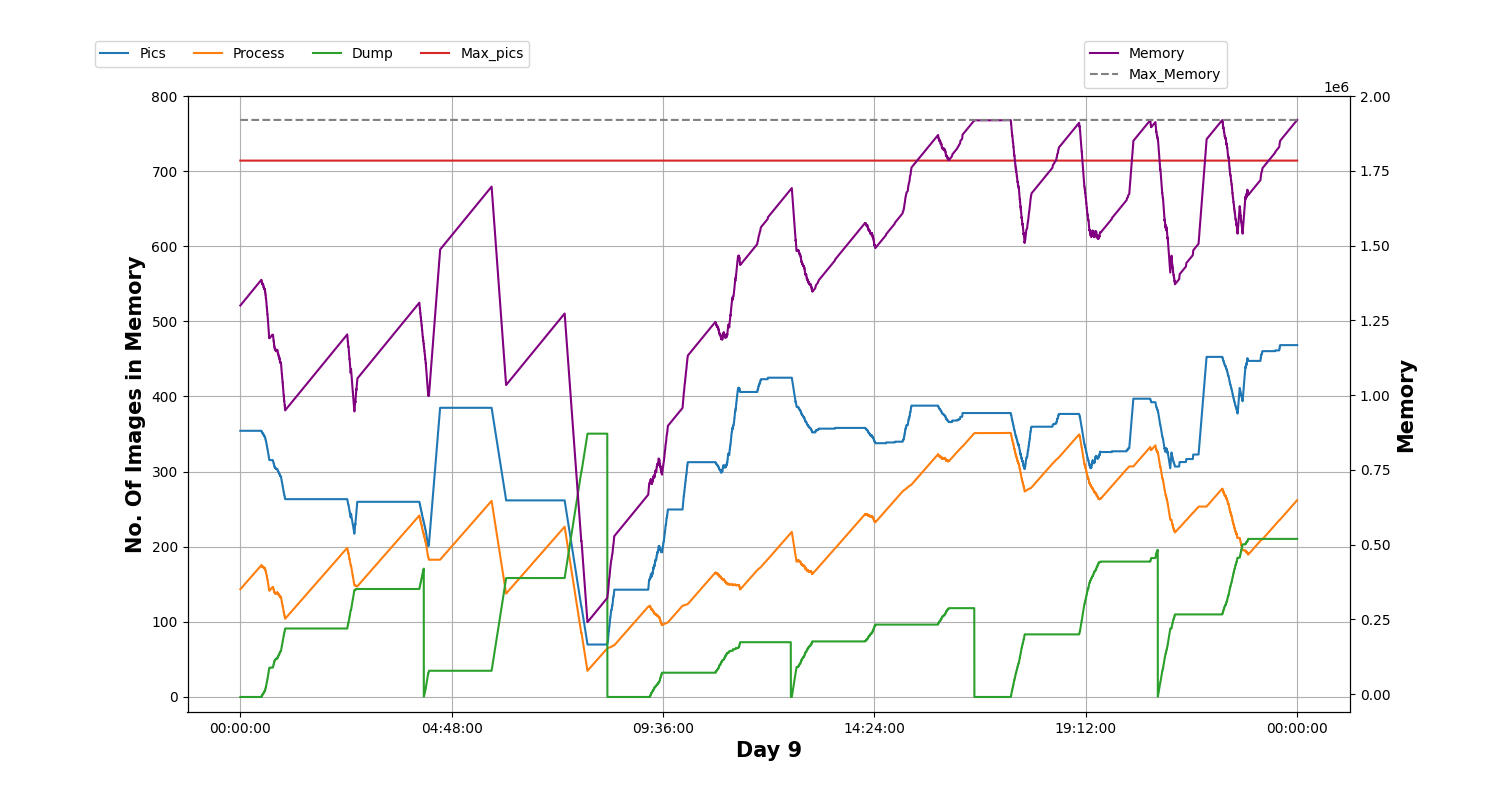 Pics Process Dump Max_pics
Memory
Max_Memory
1e6
800
700
600
500
400
300
200
100
0
No. Of Images in Memory
2.00
1.75
1.50
1.25
1.00
0.75
0.50
0.25
0.00
Memory
00:00:00 04:48:00 09:36:00 14:24:00 19:12:00 00:00:00
Day 9